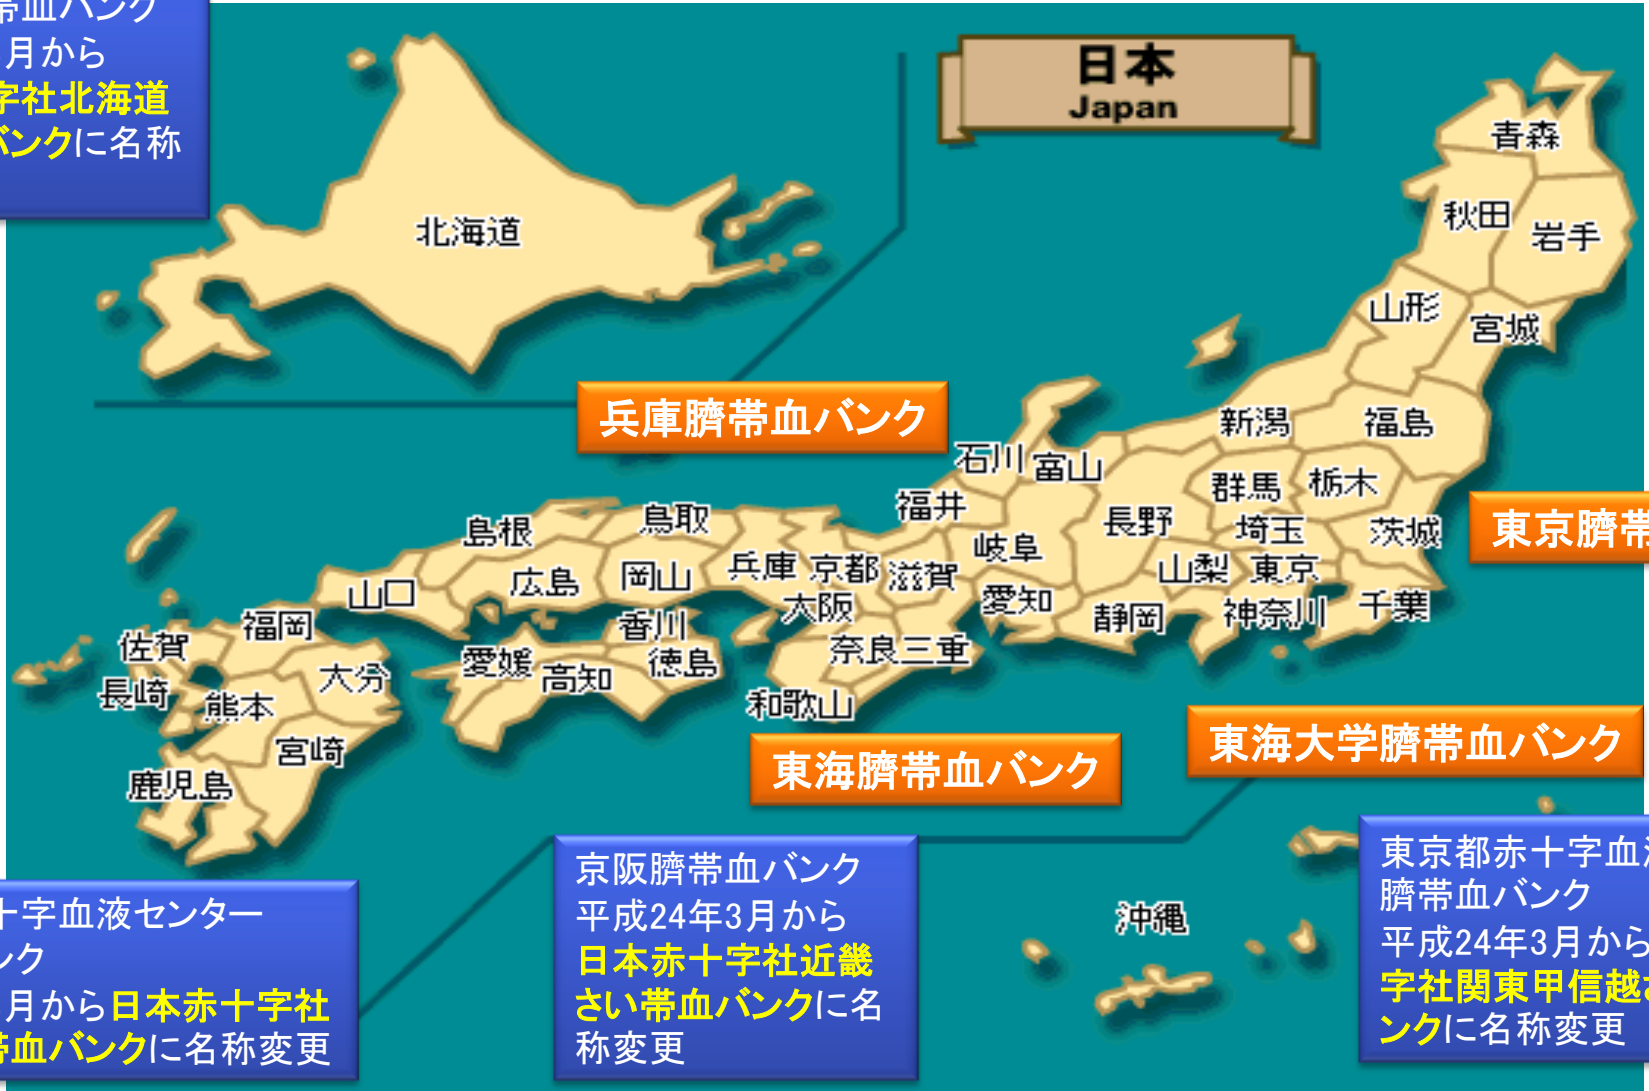 帯血バンク
月から
字社北海道
バンクに名称
日本
Japan
北海道
青森
秋田
岩手
山形
宮城
兵庫臍帯血バンク
新潟
福島
石川
富山
群馬
栃木
福井
長野
埼玉
茨城
東京臍帯
島根
鳥取
岐阜
兵庫
京都
滋賀
山梨
東京
山口
広島
岡山
大阪
愛知
静岡
神奈川
千葉
福岡
香川
佐賀
奈良
三重
愛媛
高知
徳島
長崎
熊本
大分
和歌山
宮崎
鹿児島
東海大学臍帯血バンク
東海臍帯血バンク
十字血液センター
ンク
月から日本赤十字社
帯血バンクに名称変更
京阪臍帯血バンク
平成24年3月から
日本赤十字社近畿
さい帯血バンクに名
称変更
沖縄
東京都赤十字血液
臍帯血バンク
平成24年3月から
字社関東甲信越さ
ンクに名称変更